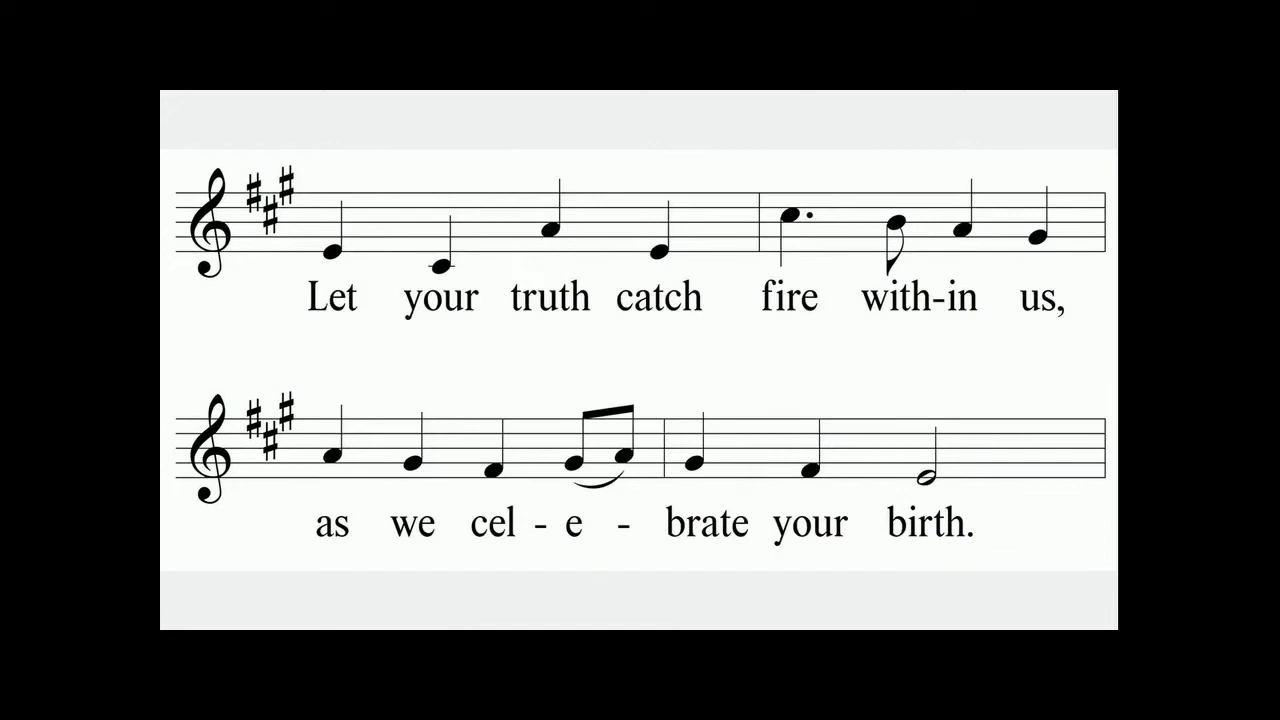 Let your truth catch fire with-in us,
as we cel - e - brate your birth.